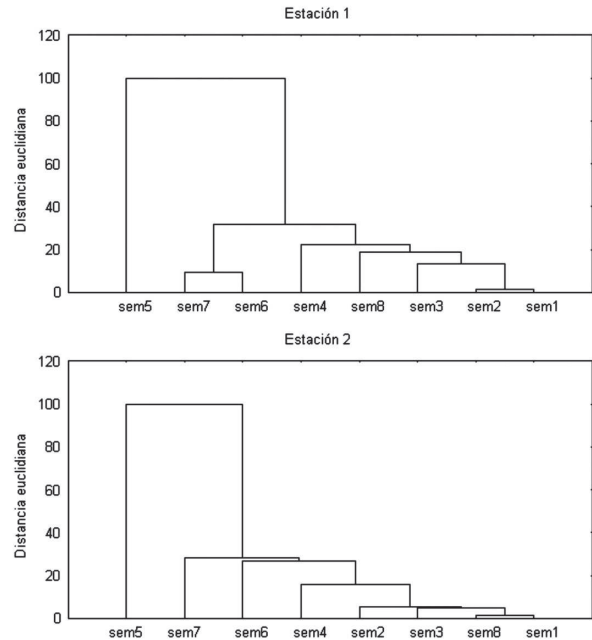 Estación 1
120
100
80
60
40
20
0
Distancia euclidiana
sem5 sem7 sem6 sem4 sem8 sem3 sem2 sem1
Estación 2
120
100
80
60
40
20
0
Distancia euclidiana
sem5 sem7 sem6 sem4 sem2 sem3 sem8 sem1